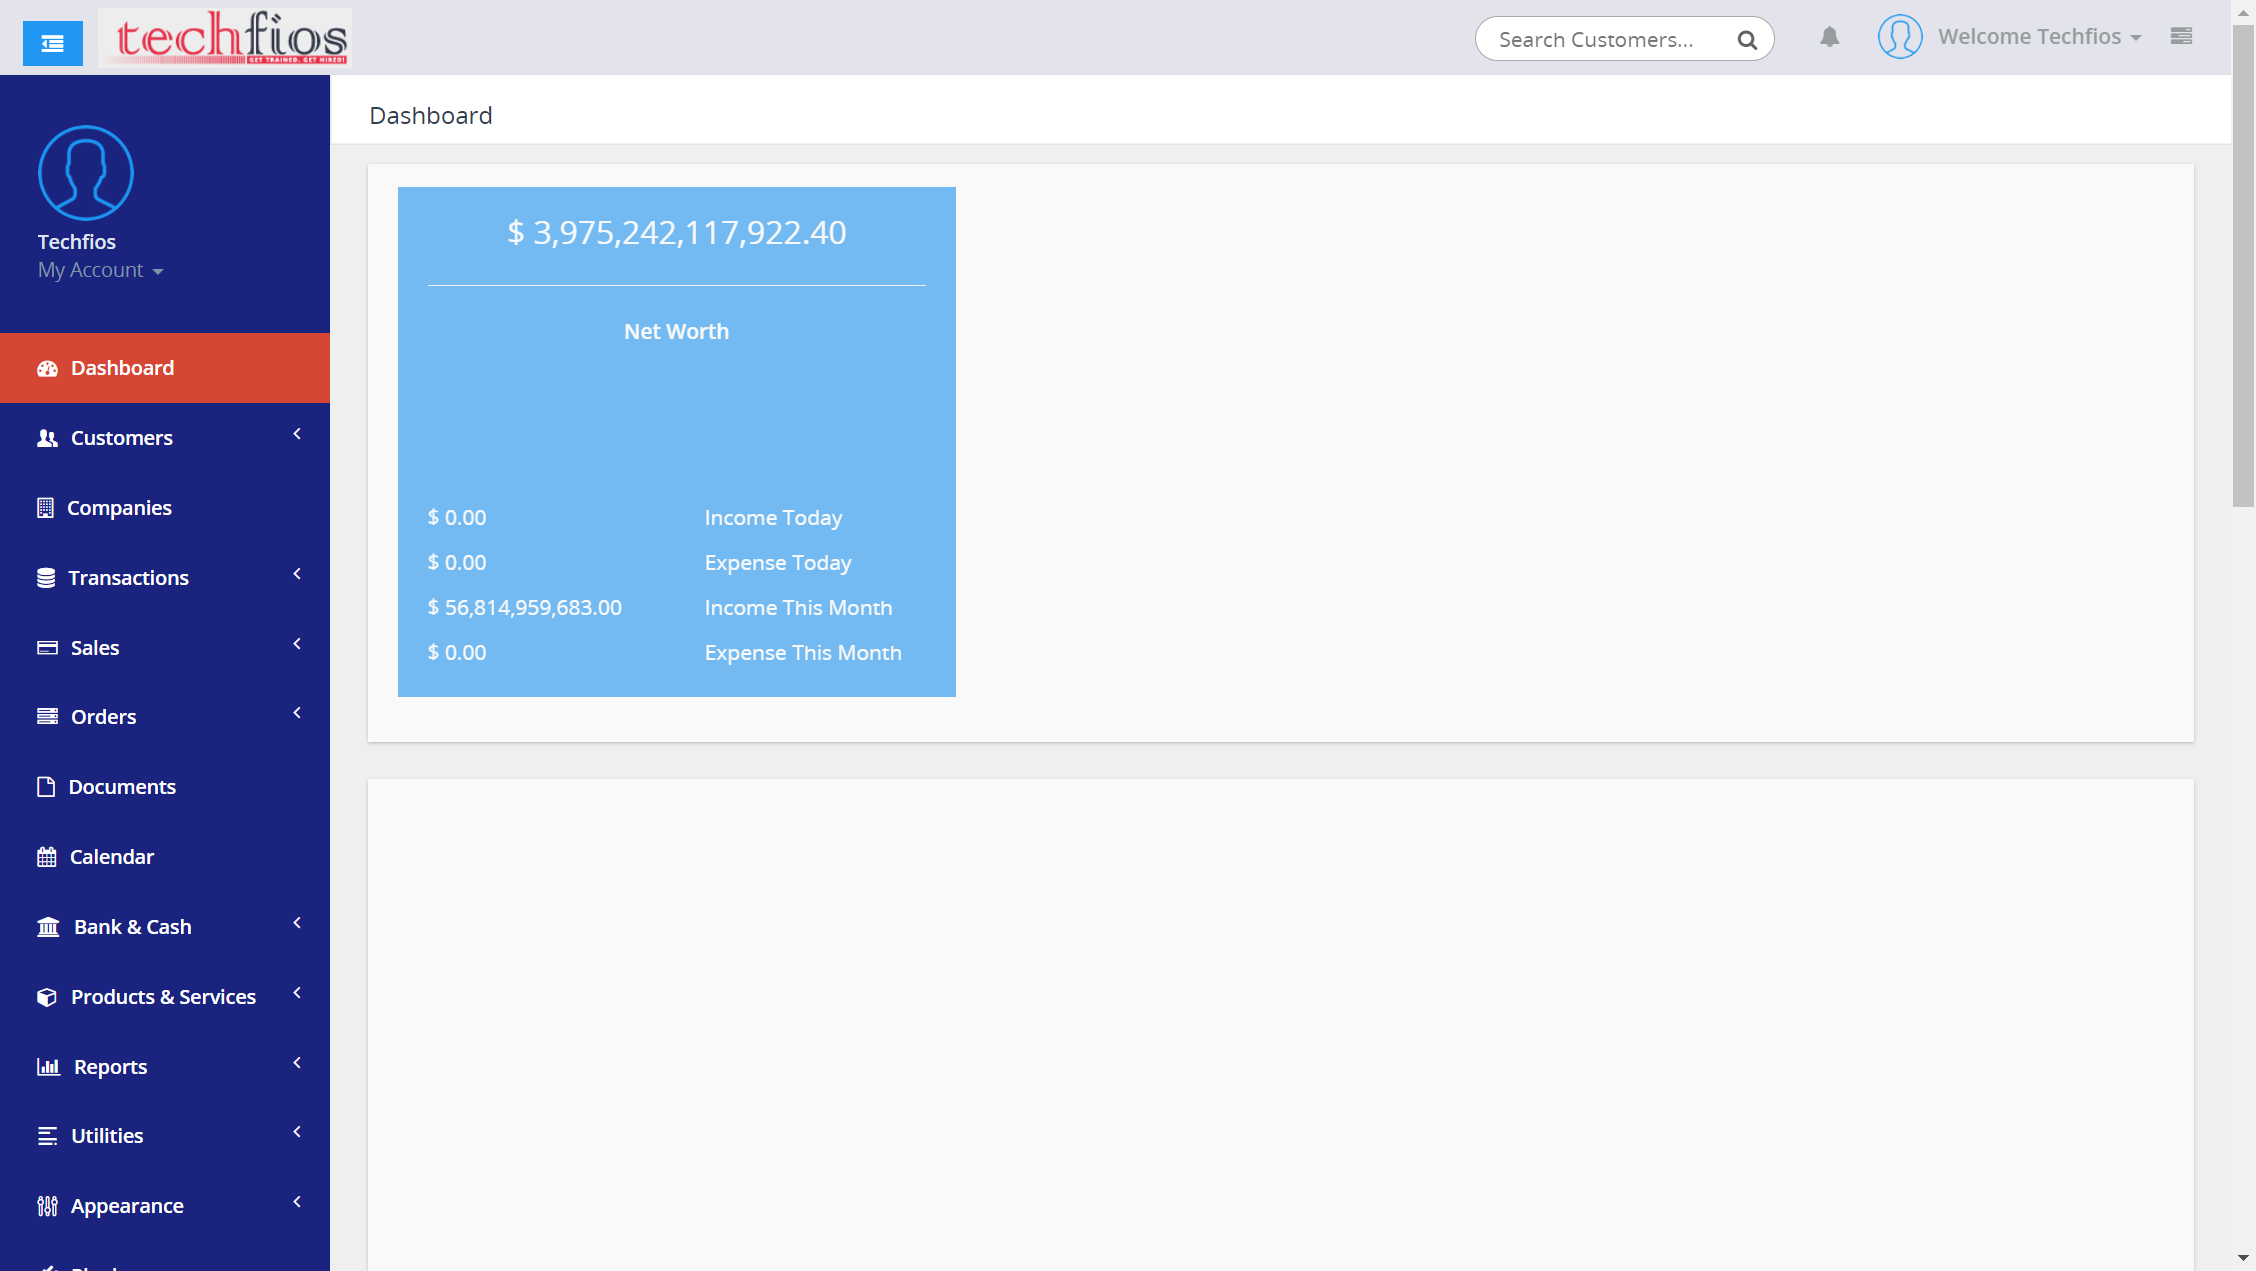 techfios
GET TRAINED. GET HIRED!
Search Customers...
Welcome Techfios
Techfios
My Account
Dashboard
Customers
Companies
Transactions
Sales
Orders
Documents
Calendar
Bank & Cash
Products & Services
Reports
Utilities
Appearance
Dashboard
$ 3,975,242,117,922.40
Net Worth
$ 0.00 Income Today
$ 0.00 Expense Today
$ 56,814,959,683.00 Income This Month
$ 0.00 Expense This Month